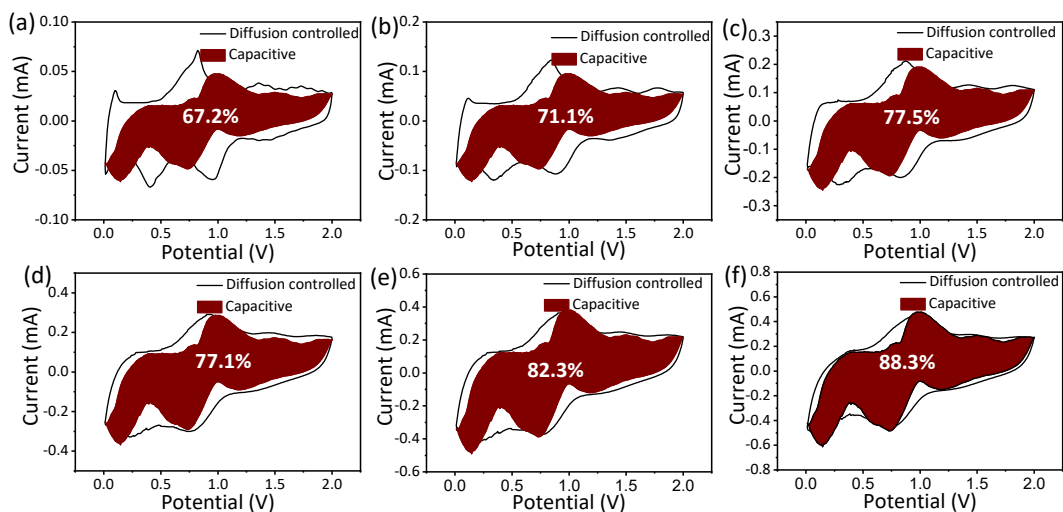 (a)
Diffusion controlled
Capacitive
67.2%
Current (mA)
0.10
0.05
0.00
-0.05
-0.10
0.0 0.5 1.0 1.5 2.0
Potential (V)
(b)
Diffusion controlled
Capacitive
71.1%
Current (mA)
0.2
0.1
0.0
-0.1
-0.2
0.0 0.5 1.0 1.5 2.0
Potential (V)
(c)
Diffusion controlled
Capacitive
77.5%
Current (mA)
0.3
0.2
0.1
0.0
-0.1
-0.2
-0.3
0.0 0.5 1.0 1.5 2.0
Potential (V)
(d)
Diffusion controlled
Capacitive
77.1%
Current (mA)
0.4
0.2
0.0
-0.2
-0.4
0.0 0.5 1.0 1.5 2.0
Potential (V)
(e)
Diffusion controlled
Capacitive
82.3%
Current (mA)
0.6
0.4
0.2
0.0
-0.2
-0.4
-0.6
0.0 0.5 1.0 1.5 2.0
Potential (V)
(f)
Diffusion controlled
Capacitive
88.3%
Current (mA)
0.8
0.6
0.4
0.2
0.0
-0.2
-0.4
-0.6
-0.8
0.0 0.5 1.0 1.5 2.0
Potential (V)